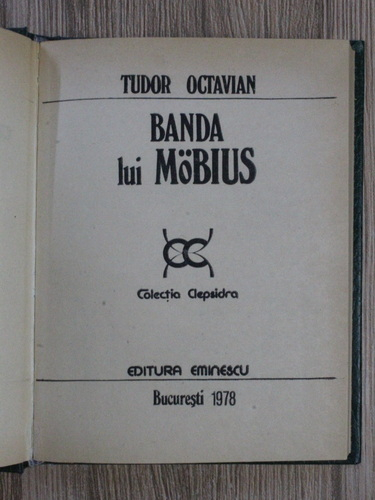 TUDOR OCTAVIAN
BANDA
lui MöBIUS
Colecția Clepsidra
EDITURA EMINESCU
București 1978